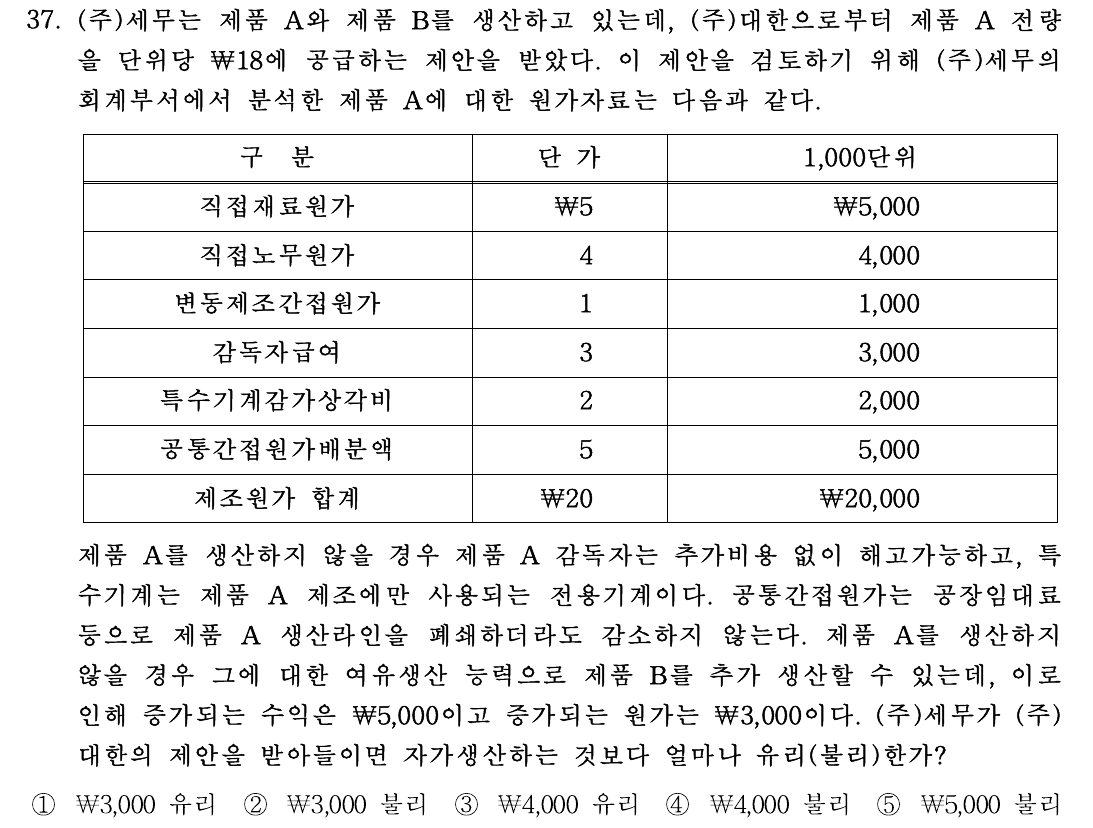 37. (주)세무는 제품 A와 제품 B를 생산하고 있는데, (주)대한으로부터 제품 A 전량
을 단위당 ₩18에 공급하는 제안을 받았다. 이 제안을 검토하기 위해 (주)세무의
회계부서에서 분석한 제품 A에 대한 원가자료는 다음과 같다.
구 분 단 가 1,000단위
직접재료원가 ₩5 ₩5,000
직접노무원가 4 4,000
변동제조간접원가 1 1,000
감독자급여 3 3,000
특수기계감가상각비 2 2,000
공통간접원가배분액 5 5,000
제조원가 합계 ₩20 ₩20,000
제품 A를 생산하지 않을 경우 제품 A 감독자는 추가비용 없이 해고가능하고, 특
수기계는 제품 A 제조에만 사용되는 전용기계이다. 공통간접원가는 공장임대료
등으로 제품 A 생산라인을 폐쇄하더라도 감소하지 않는다. 제품 A를 생산하지
않을 경우 그에 대한 여유생산 능력으로 제품 B를 추가 생산할 수 있는데, 이로
인해 증가되는 수익은 ₩5,000이고 증가되는 원가는 ₩3,000이다. (주)세무가 (주)
대한의 제안을 받아들이면 자가생산하는 것보다 얼마나 유리(불리)한가?
① ₩3,000 유리 ② ₩3,000 불리 ③ ₩4,000 유리 ④ ₩4,000 불리 ⑤ ₩5,000 불리